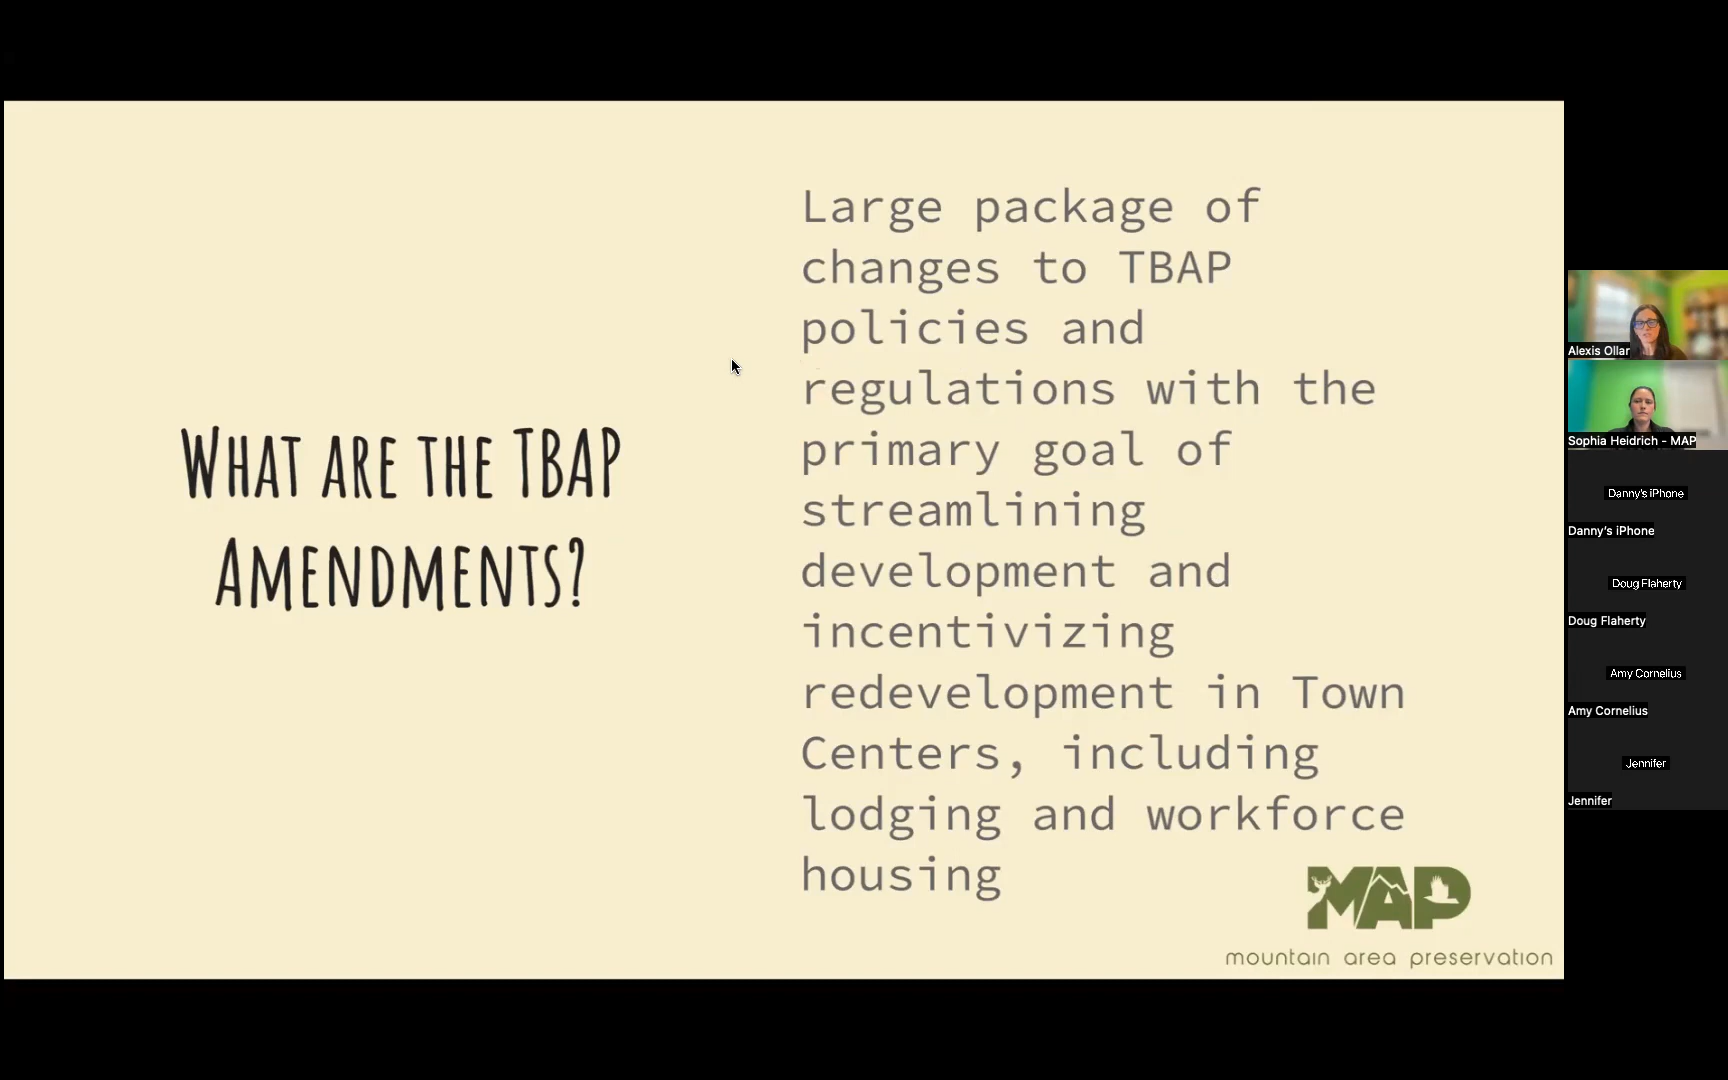 What are the TBAP
Amendments?
Large package of
changes to TBAP
policies and
regulations with the
primary goal of
streamlining
development and
incentivizing
redevelopment in Town
Centers, including
lodging and workforce
housing
MAP
mountain area preservation
Alexis Ollar
Sophia Heidrich - MAP
Danny's iPhone
Danny's iPhone
Doug Flaherty
Doug Flaherty
Amy Cornelius
Amy Cornelius
Jennifer
Jennifer